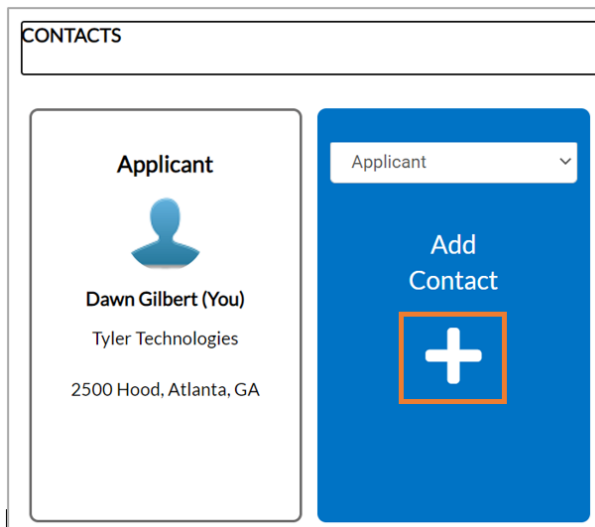 CONTACTS
Applicant
Dawn Gilbert (You)
Tyler Technologies
2500 Hood, Atlanta, GA
Applicant
Add
Contact